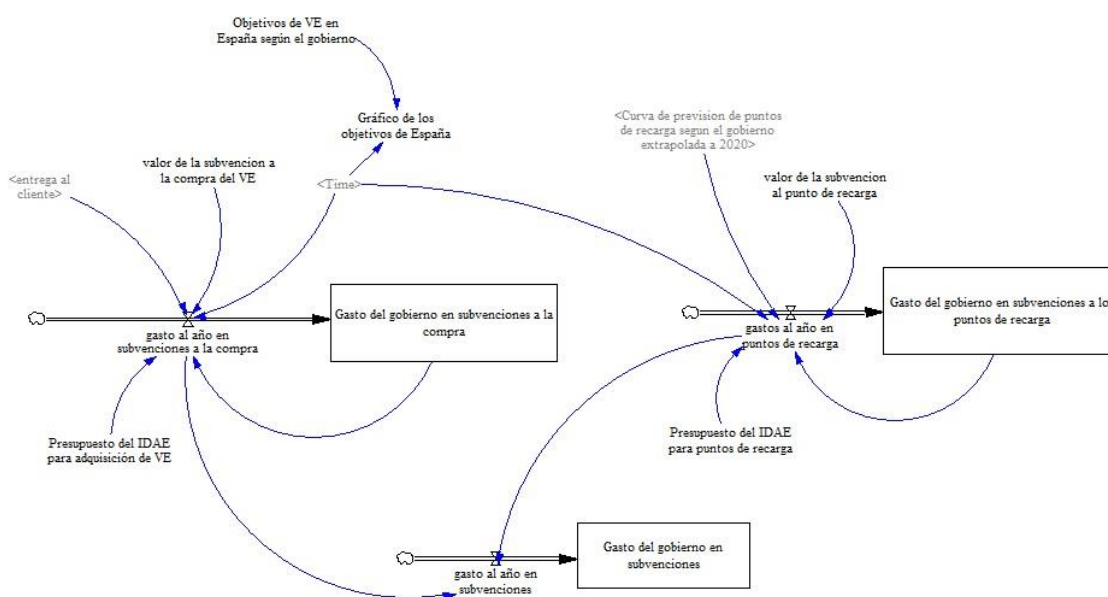 Objetivos de VE en
España según el gobierno
Gráfico de los
objetivos de España
<Curva de prevision de puntos
de recarga segun el gobierno
extrapolada a 2020>
valor de la subvencion a
la compra del VE
<entrega al
cliente>
<Time>
valor de la subvencion
al punto de recarga
Gasto del gobierno en subvenciones a la
compra
gasto al año en
subvenciones a la compra
Gasto del gobierno en subvenciones a lo
puntos de recarga
gastos al año en
puntos de recarga
Presupuesto del IDAE
para adquisición de VE
Presupuesto del IDAE
para puntos de recarga
Gasto del gobierno en
subvenciones
gasto al año en
subvenciones